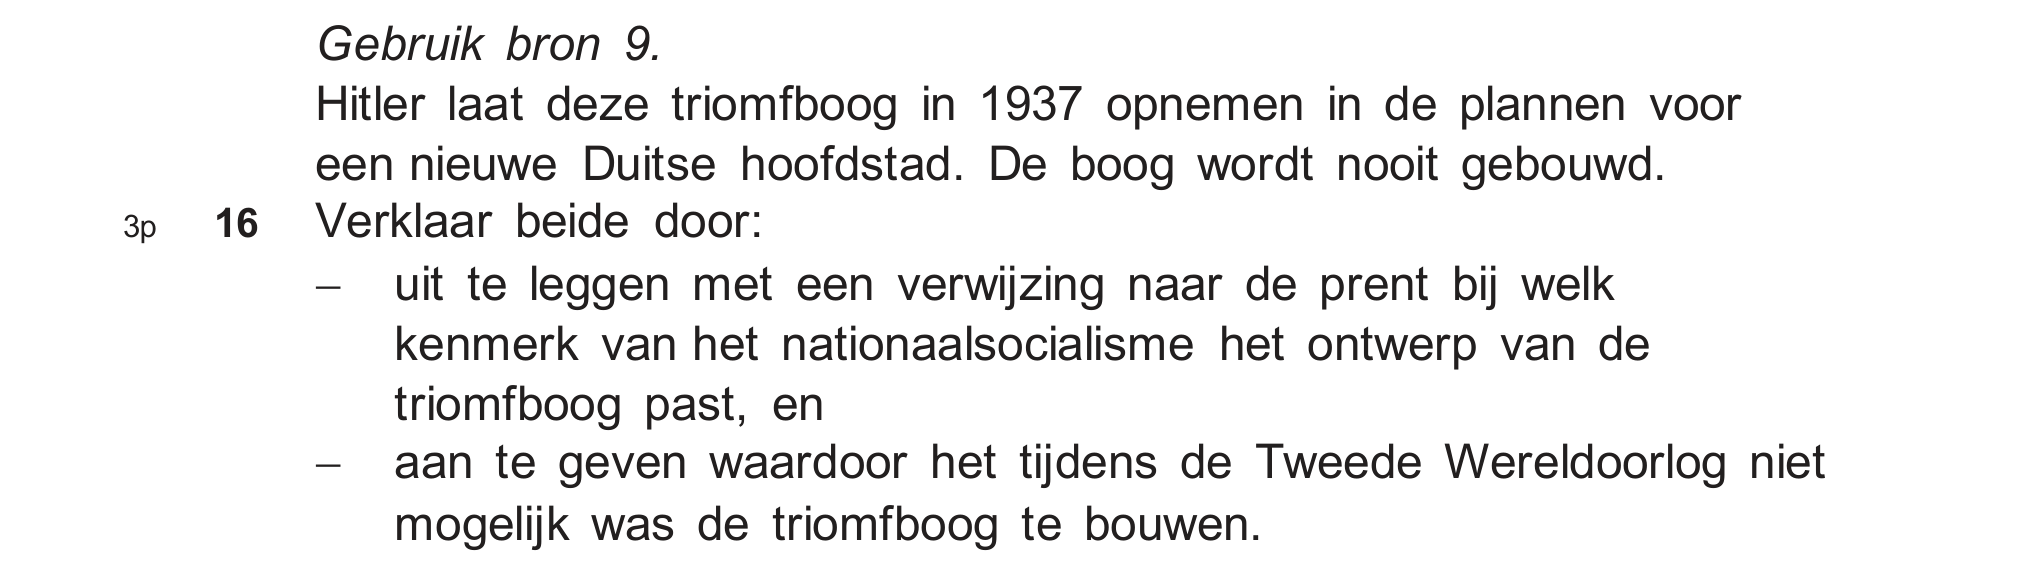 Gebruik bron 9.
Hitler laat deze triomfboog in 1937 opnemen in de plannen voor
een nieuwe Duitse hoofdstad. De boog wordt nooit gebouwd.
3p 16 Verklaar beide door:
– uit te leggen met een verwijzing naar de prent bij welk
kenmerk van het nationaalsocialisme het ontwerp van de
triomfboog past, en
– aan te geven waardoor het tijdens de Tweede Wereldoorlog niet
mogelijk was de triomfboog te bouwen.